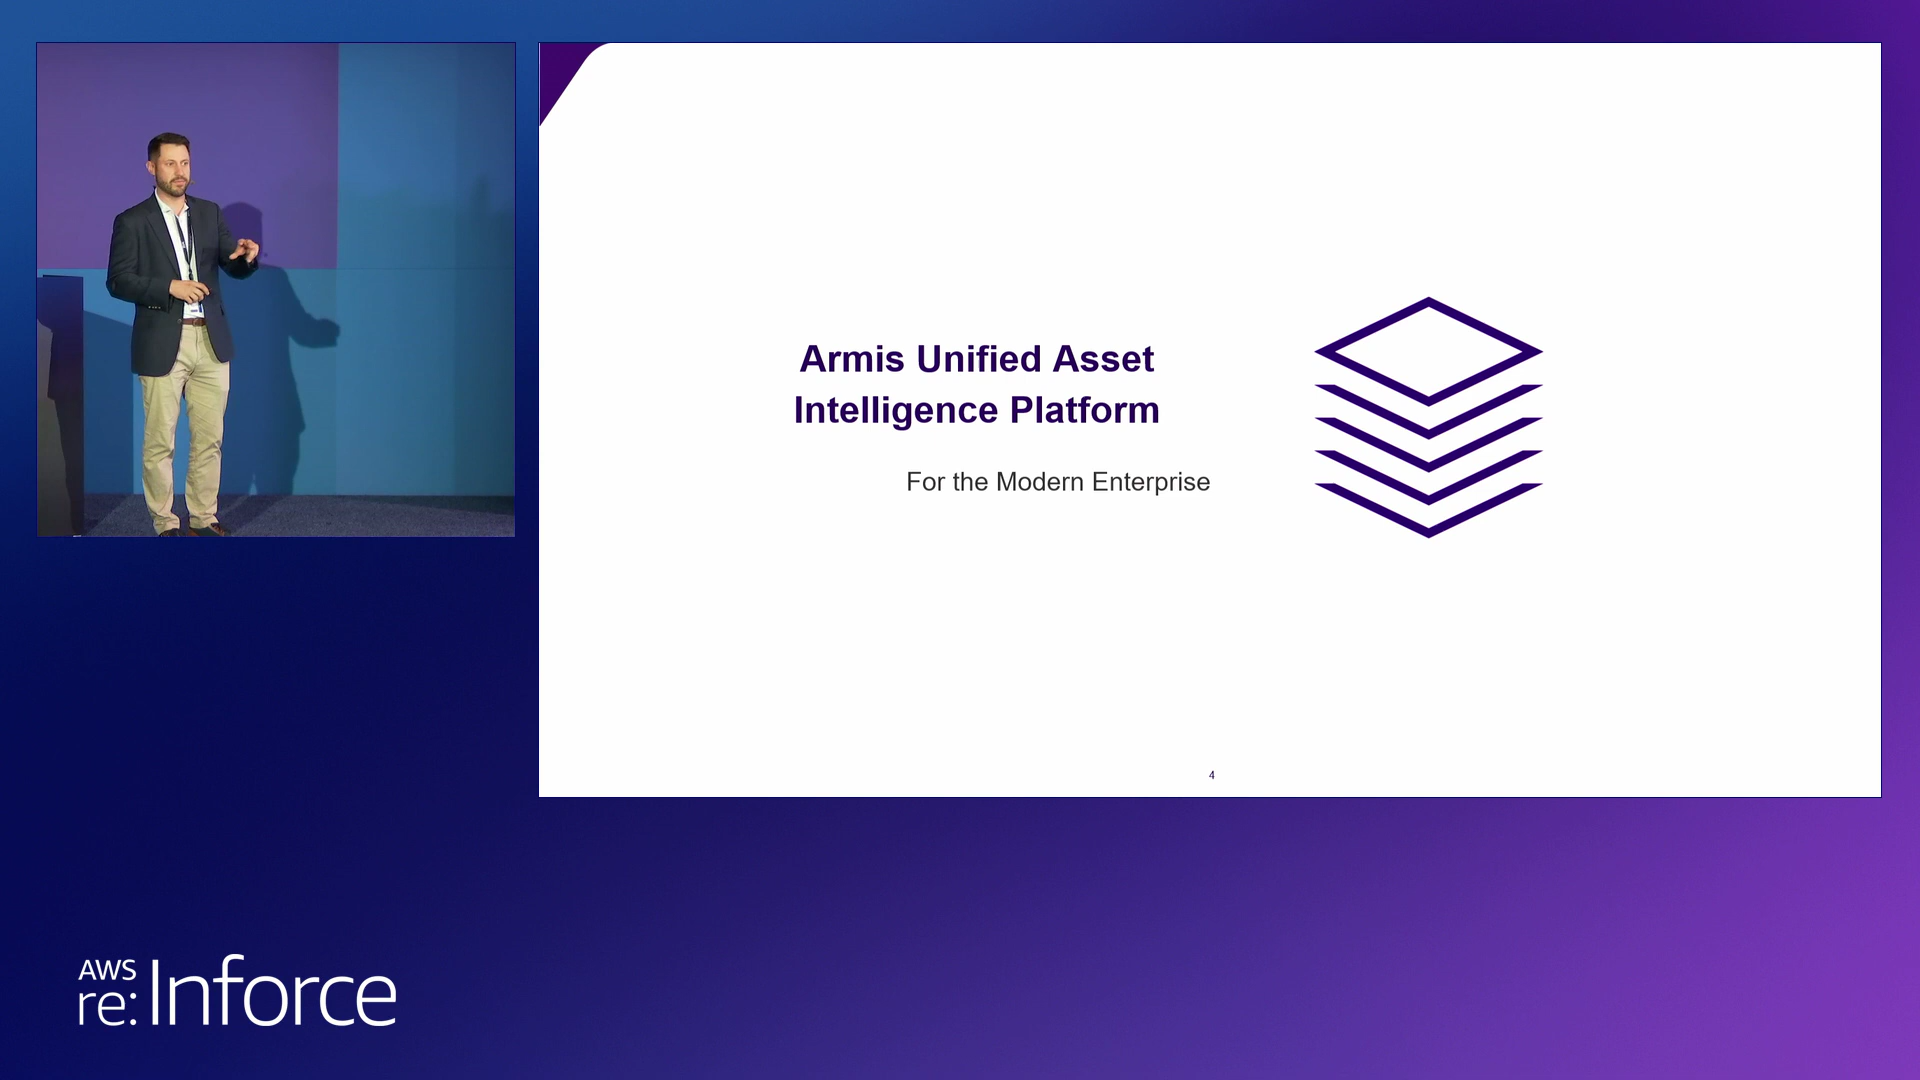 Armis Unified Asset
Intelligence Platform
For the Modern Enterprise
4
AWS
re:Inforce